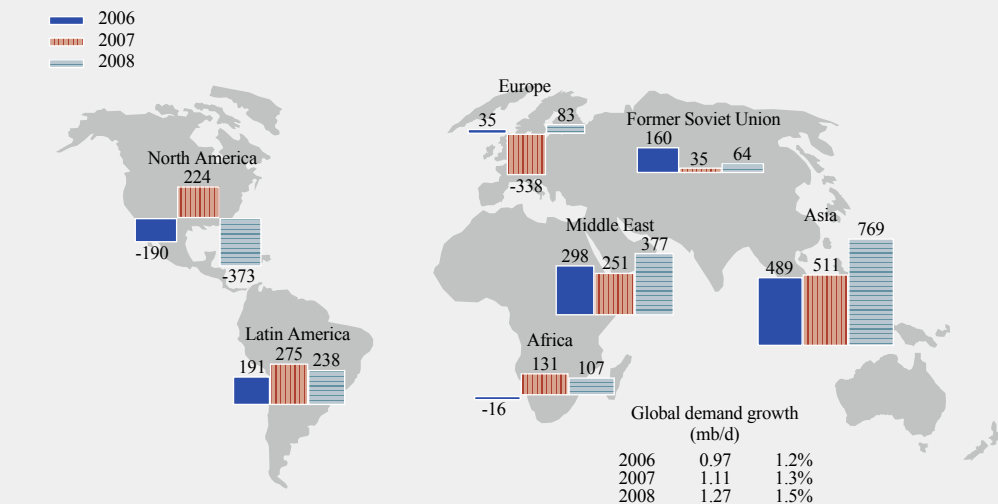 2006
2007
2008
Europe
35
83
-338
Former Soviet Union
160
35
64
North America
224
-190
-373
Middle East
298
251
377
Asia
489
511
769
Latin America
191
275
238
Africa
131
107
-16
Global demand growth
(mb/d)
2006 0.97 1.2%
2007 1.11 1.3%
2008 1.27 1.5%